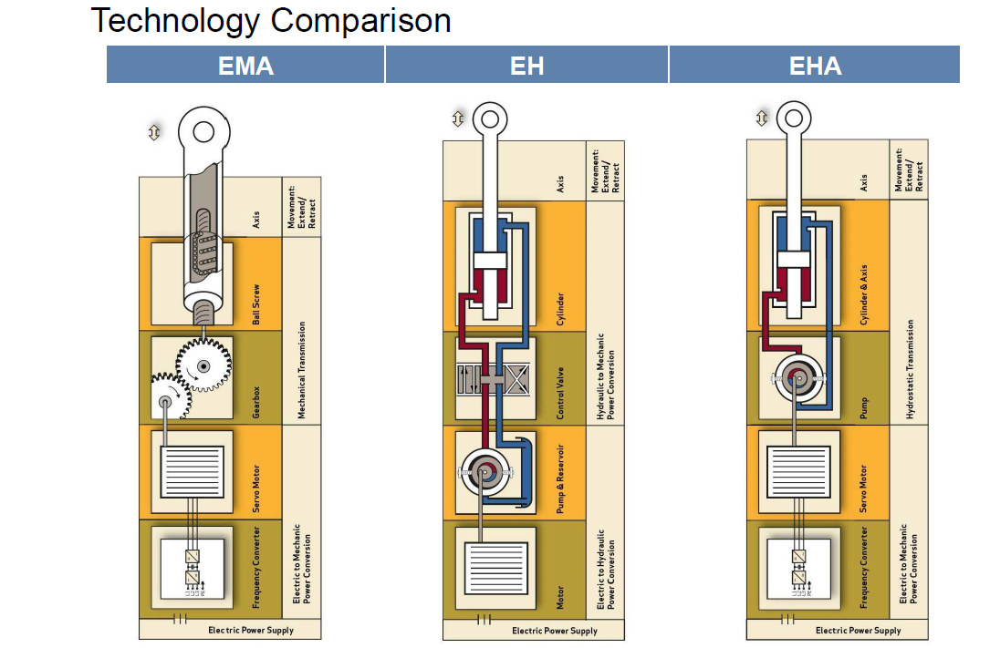 Technology Comparison
EMA
EH
EHA
Axis
Movement:
Extend/
Retract
Ball Screw
Gearbox
Mechanical Transmission
Servo Motor
Frequency Converter
Electric to Mechanic
Power Conversion
Electric Power Supply
Axis
Movement:
Extend/
Retract
Cylinder
Control Valve
Hydraulic to Mechanic
Power Conversion
Pump & Reservoir
Motor
Electric to Hydraulic
Power Conversion
Electric Power Supply
Axis
Movement:
Extend/
Retract
Cylinder & Axis
Pump
Hydrostatic Transmission
Servo Motor
Frequency Converter
Electric to Mechanic
Power Conversion
Electric Power Supply